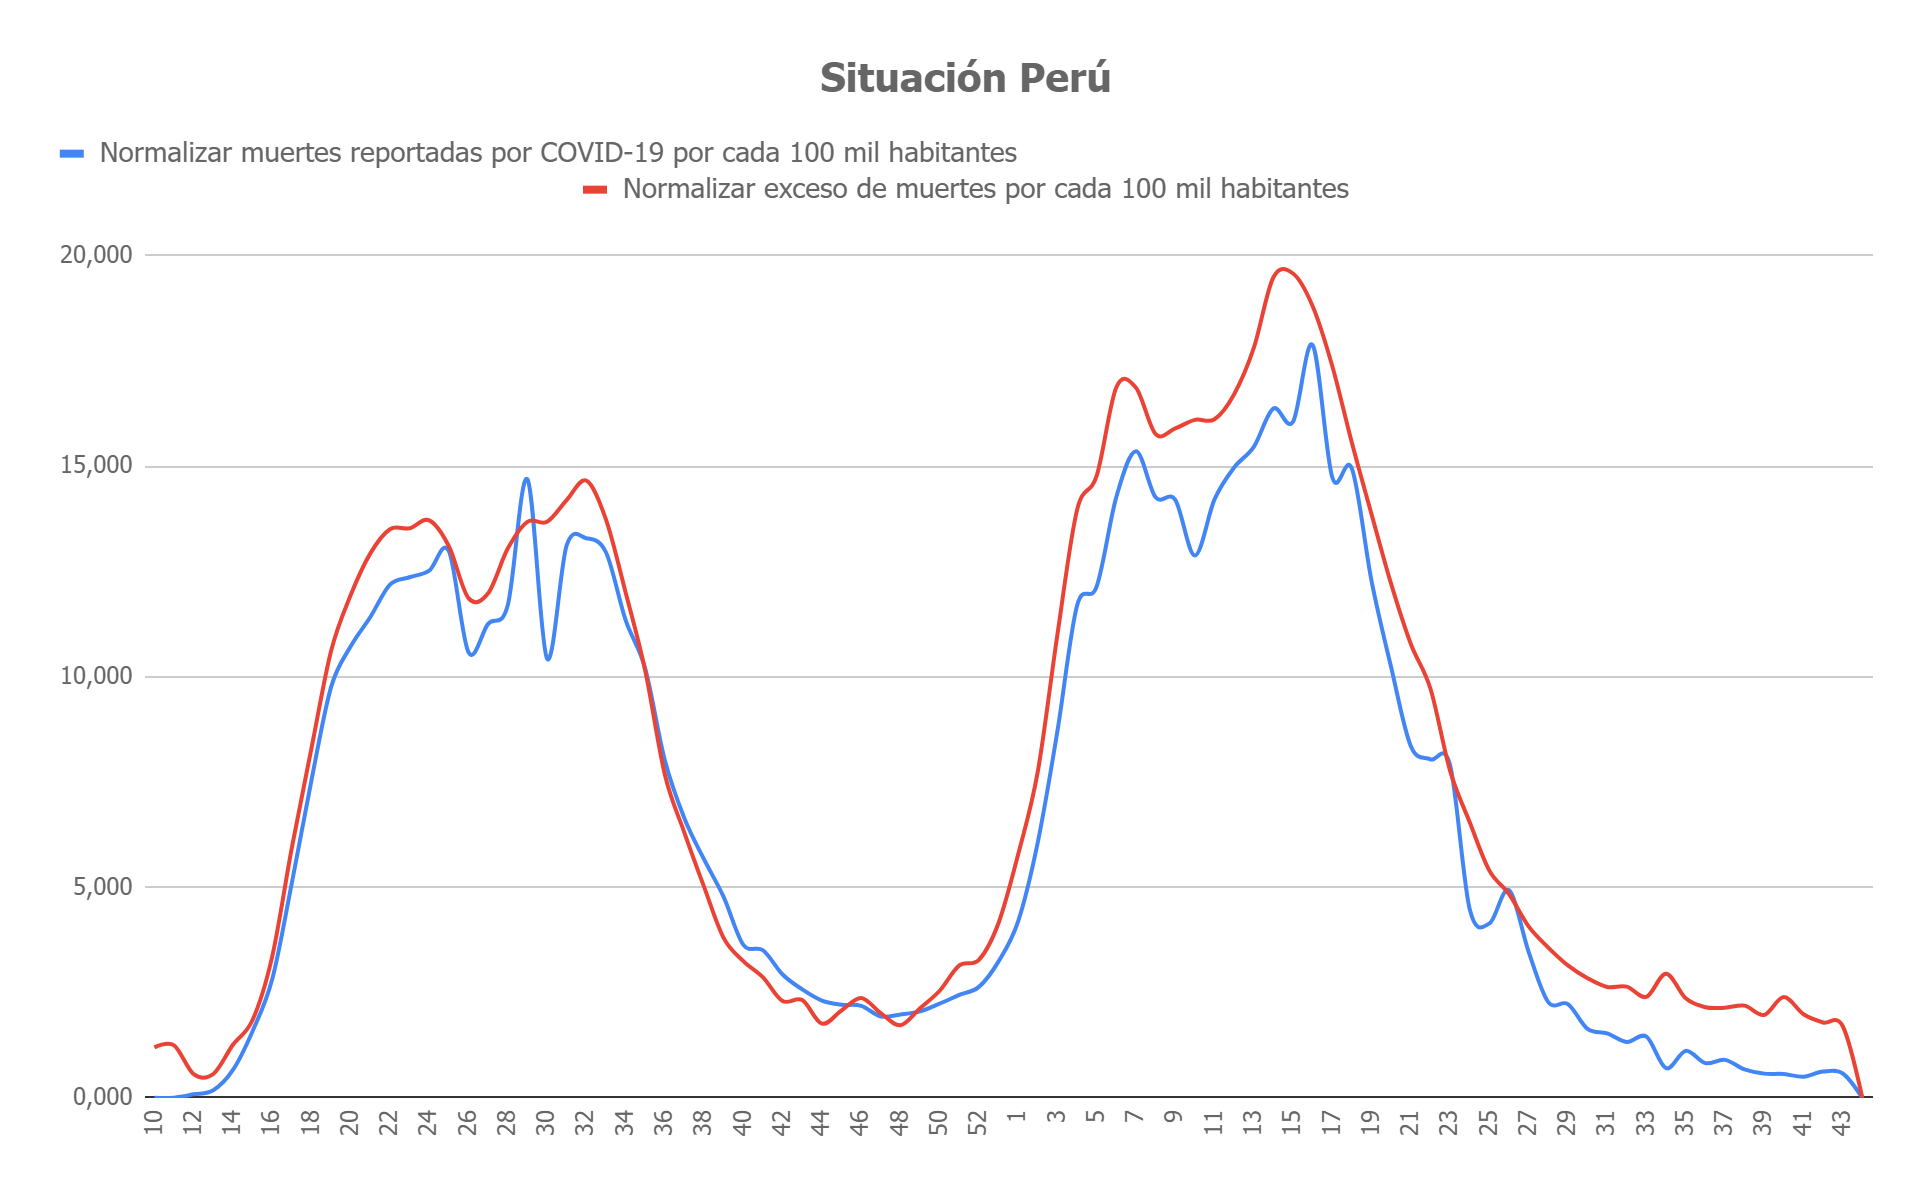 Situación Perú
Normalizar muertes reportadas por COVID-19 por cada 100 mil habitantes
Normalizar exceso de muertes por cada 100 mil habitantes
20,000
15,000
10,000
5,000
0,000
10 12 14 16 18 20 22 24 26 28 30 32 34 36 38 40 42 44 46 48 50 52 1 3 5 7 9 11 13 15 17 19 21 23 25 27 29 31 33 35 37 39 41 43